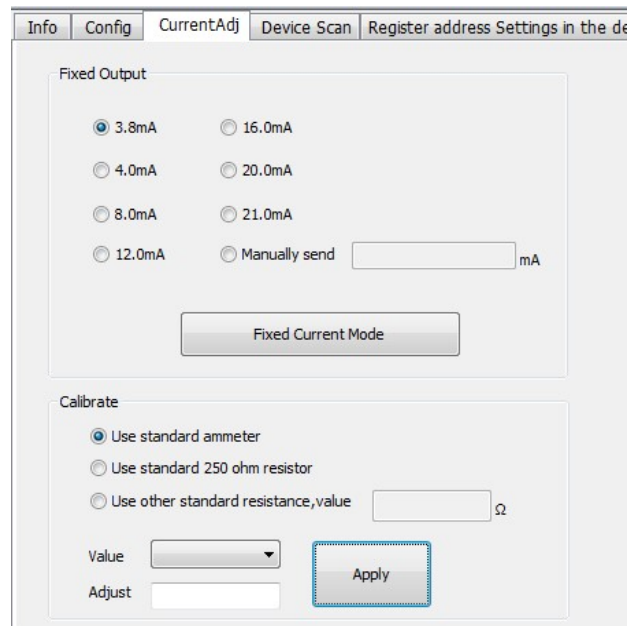 Info Config CurrentAdj Device Scan Register address Settings in the de
Fixed Output
3.8mA 16.0mA
4.0mA 20.0mA
8.0mA 21.0mA
12.0mA Manually send mA
Fixed Current Mode
Calibrate
Use standard ammeter
Use standard 250 ohm resistor
Use other standard resistance,value Ω
Value
Apply
Adjust